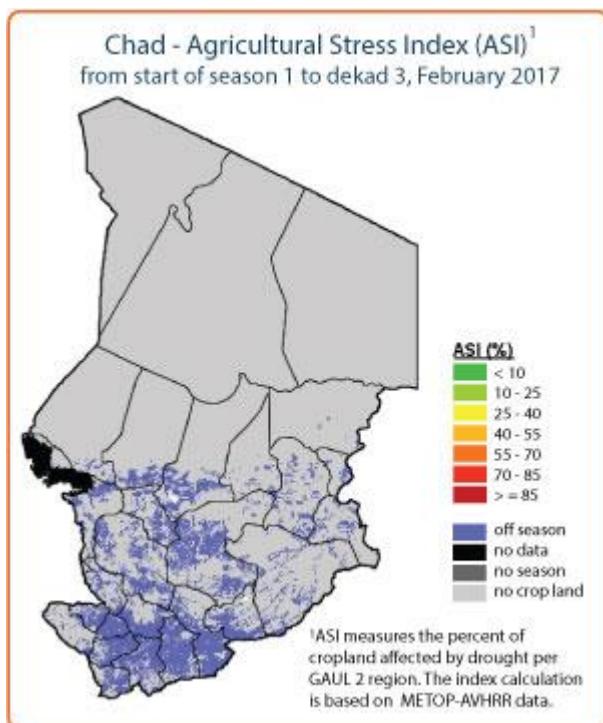 Chad - Agricultural Stress Index (ASI)¹
from start of season 1 to dekad 3, February 2017
ASI (%)
< 10
10 - 25
25 - 40
40 - 55
55 - 70
70 - 85
> = 85
off season
no data
no season
no crop land
¹ASI measures the percent of
cropland affected by drought per
GAUL 2 region. The index calculation
is based on METOP-AVHRR data.